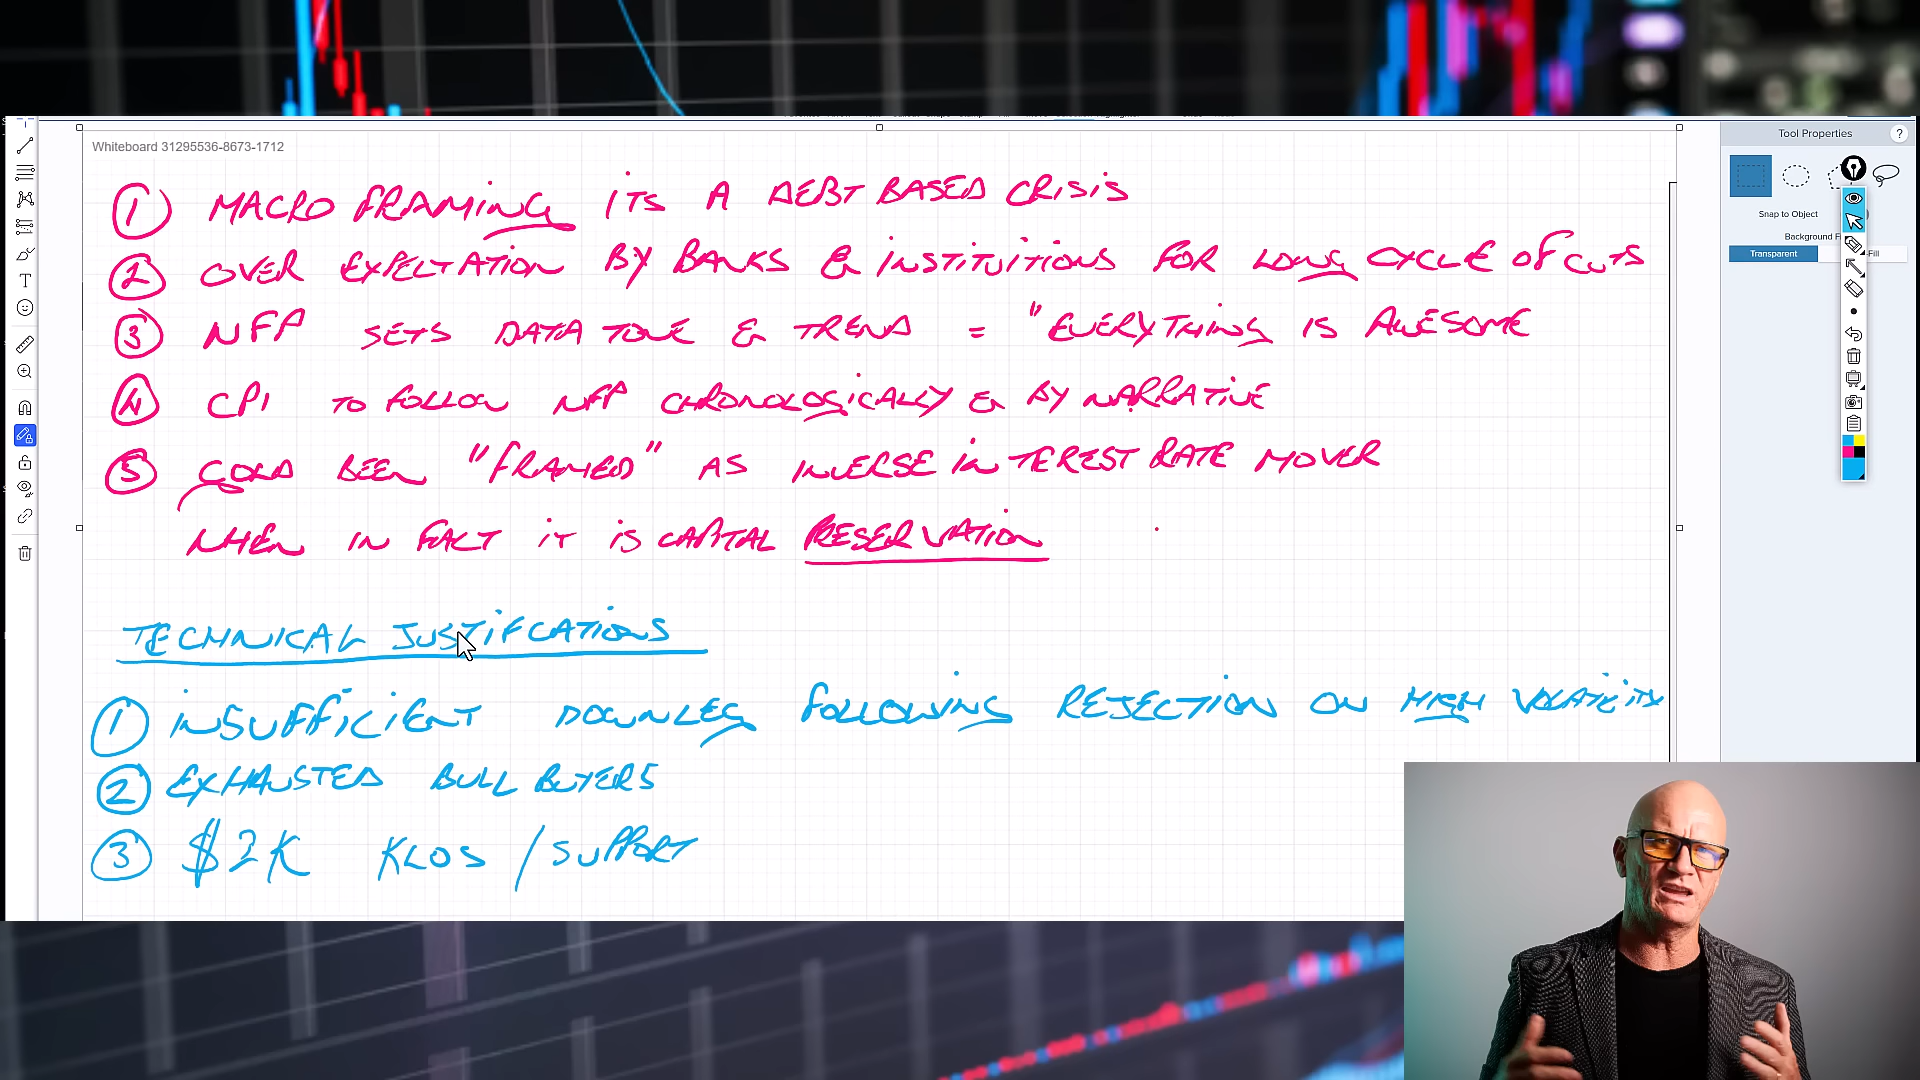 Whiteboard 31295536-8673-1712
Tool Properties
?
① MACRO FRAMING ITS A DEBT BASED CRISIS
② OVER EXPECTATION BY BANKS & INSTITUITIONS FOR LONG CYCLE OF CUTS
Snap to Object
Background F
Transparent
Fill
③ NFP SETS DATA TONE & TREND = "EVERYTHING IS AWESOME
④ CPI TO FOLLOW NFP CHRONOLOGICALLY & BY NARRATIVE
⑤ GOLD BEEN "FRAMED" AS INVERSE INTEREST RATE MOVER
WHEN IN FACT IT IS CAPITAL PRESERVATION
TECHNICAL JUSTIFCATIONS
① INSUFFICIENT DOWNLEG FOLLOWING REJECTION ON HIGH VOLATILITY
② EXHAUSTED BULL BUYERS
③ $2K KLOS / SUPPORT